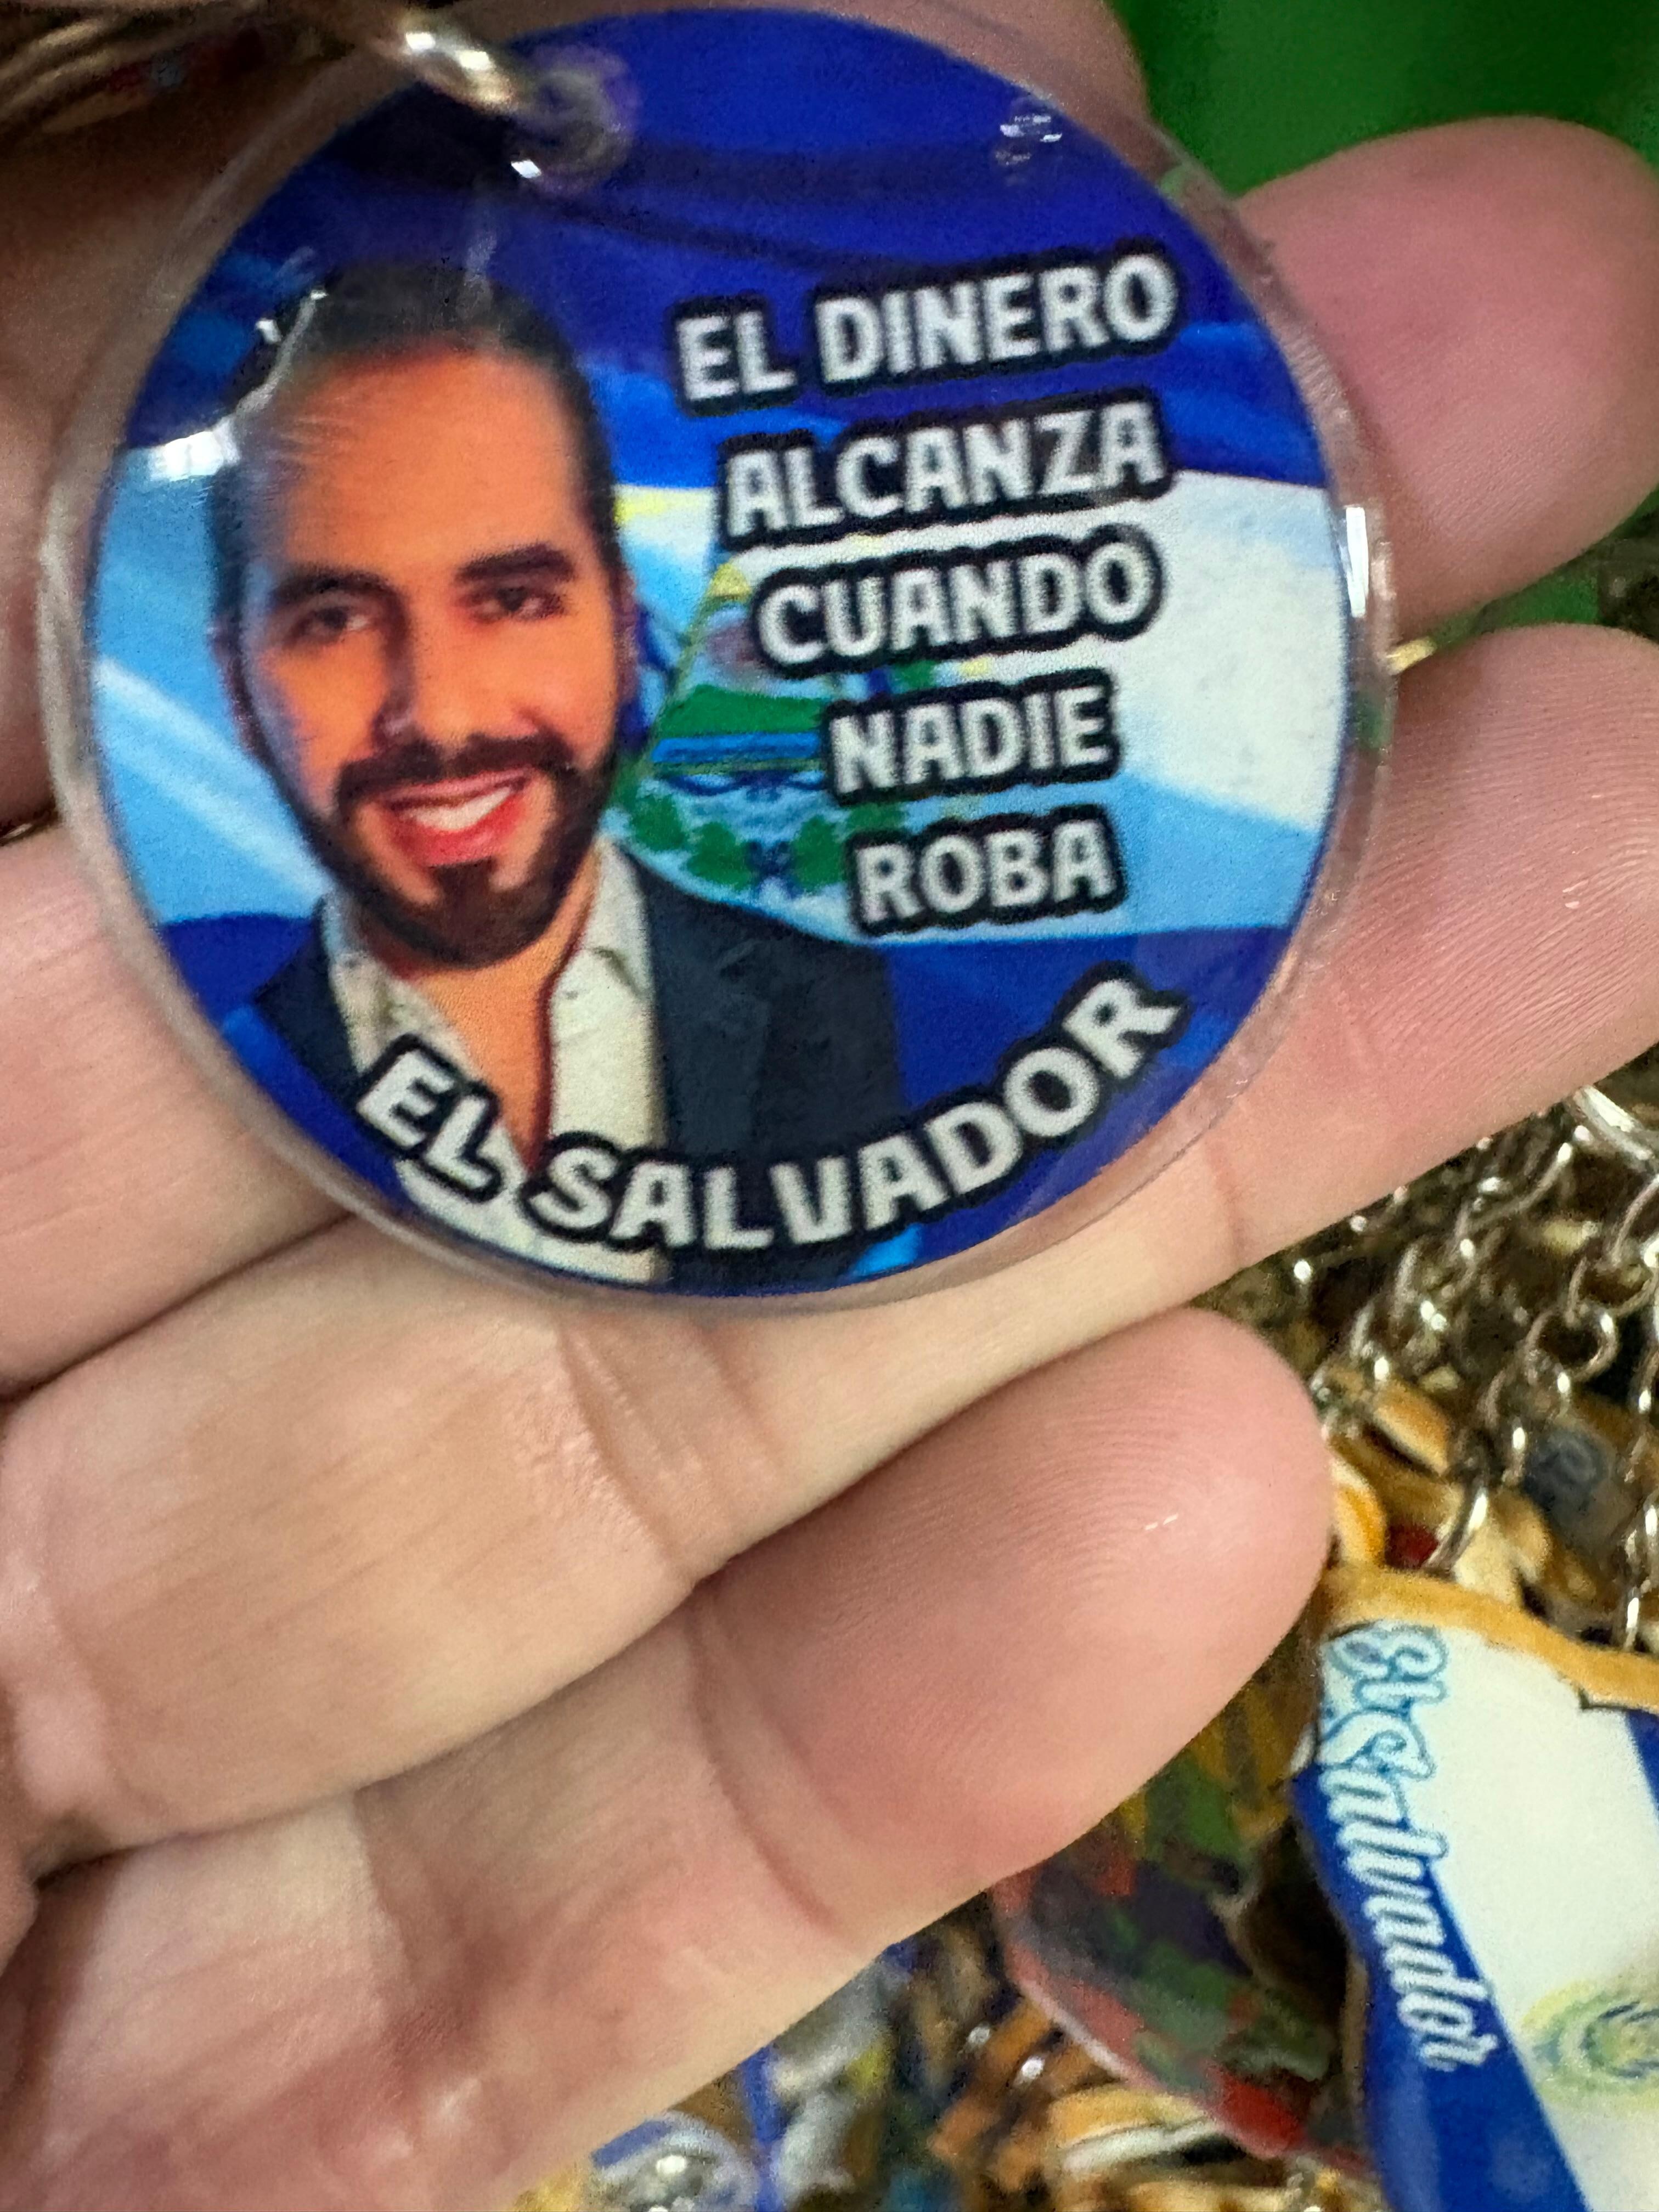 EL DINERO
ALCANZA
CUANDO
NADIE
ROBA
EL SALVADOR
El Salvador